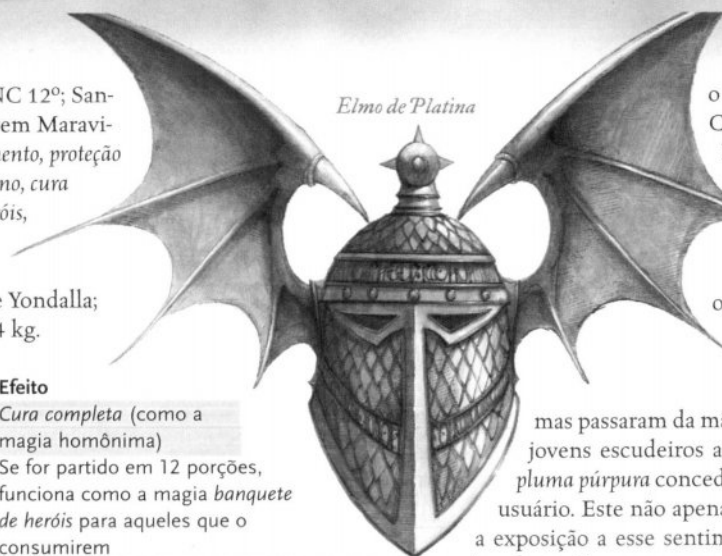 NC 12º; San-
em Maravi-
mento, proteção
no, cura
óis,
e Yondalla;
4 kg.
Efeito
Cura completa (como a
magia homônima)
Se for partido em 12 porções,
funciona como a magia banquete
de heróis para aqueles que o
consumirem
Elmo de Platina
o
C
o
mas passaram da ma
jovens escudeiros a
pluma púrpura conced
usuário. Este não apena
a exposição a esse sentim